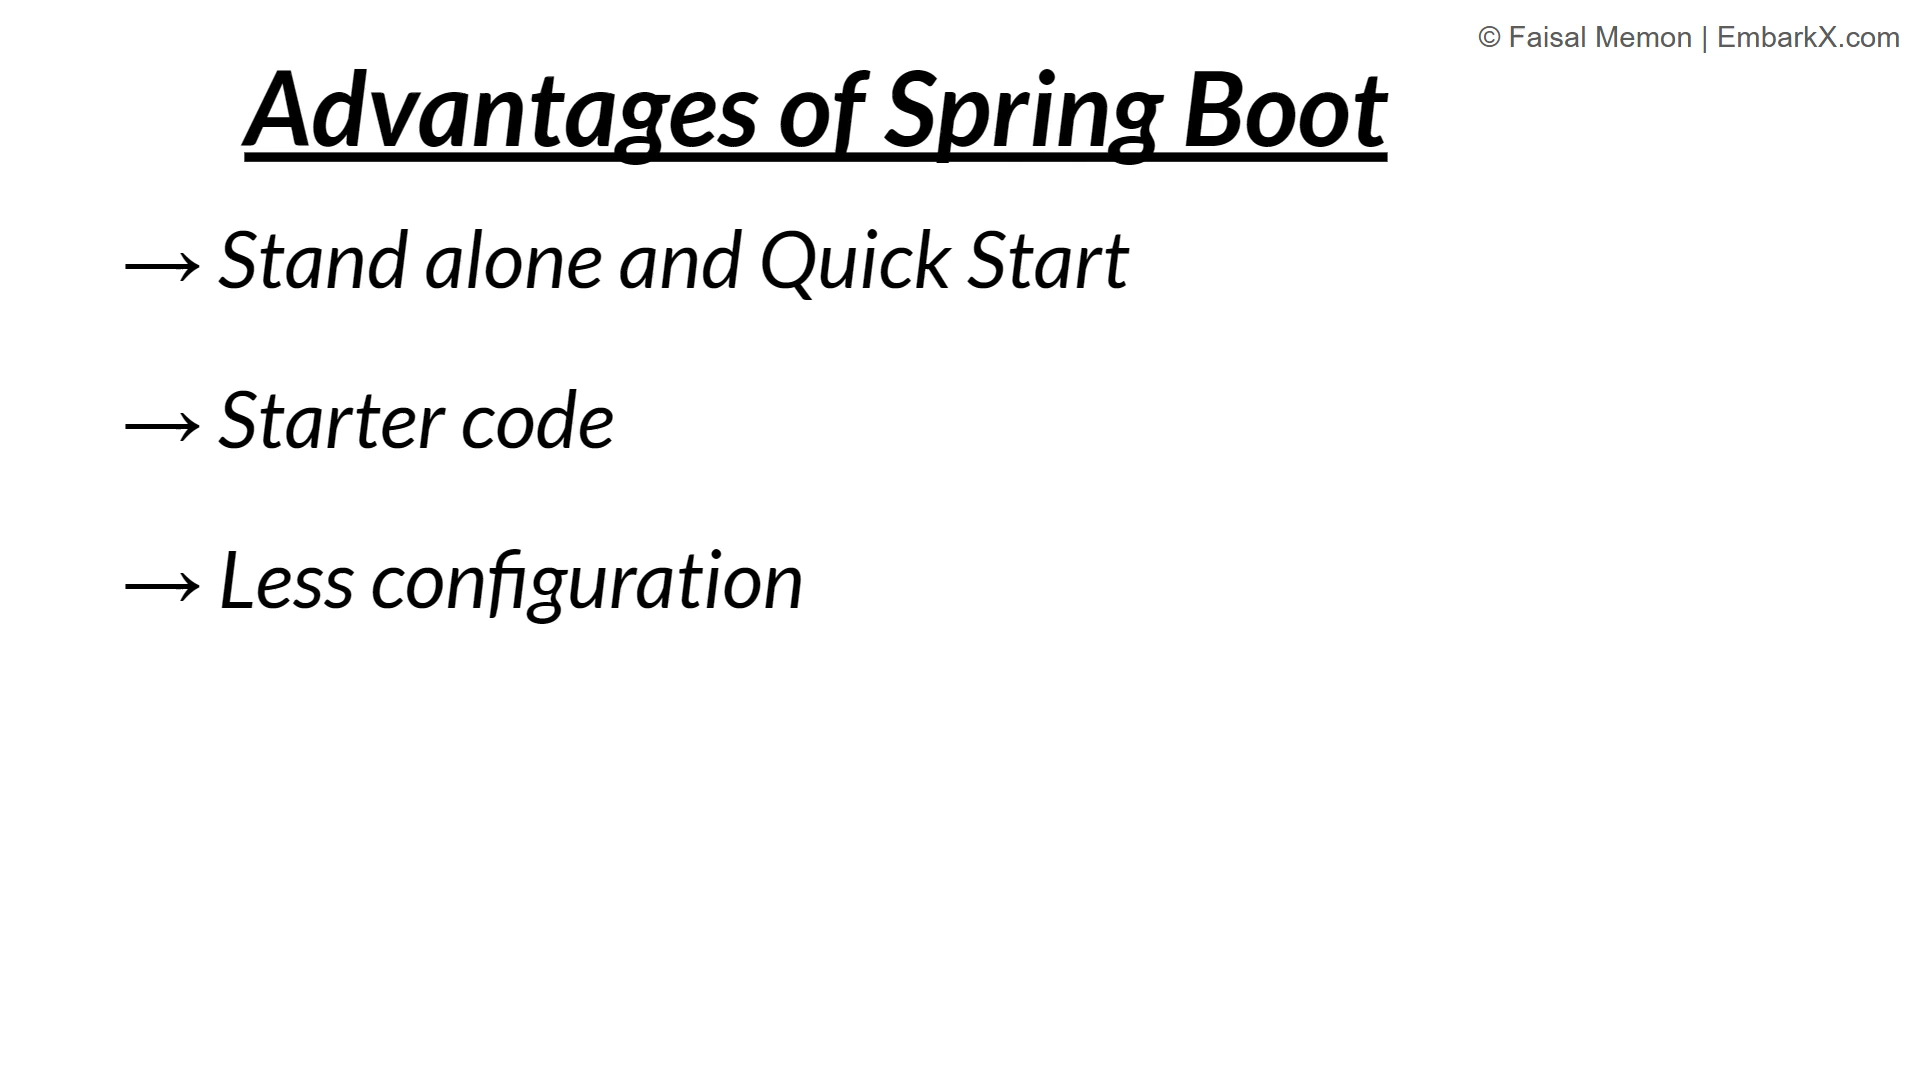 © Faisal Memon | EmbarkX.com
Advantages of Spring Boot
→ Stand alone and Quick Start
→ Starter code
→ Less configuration